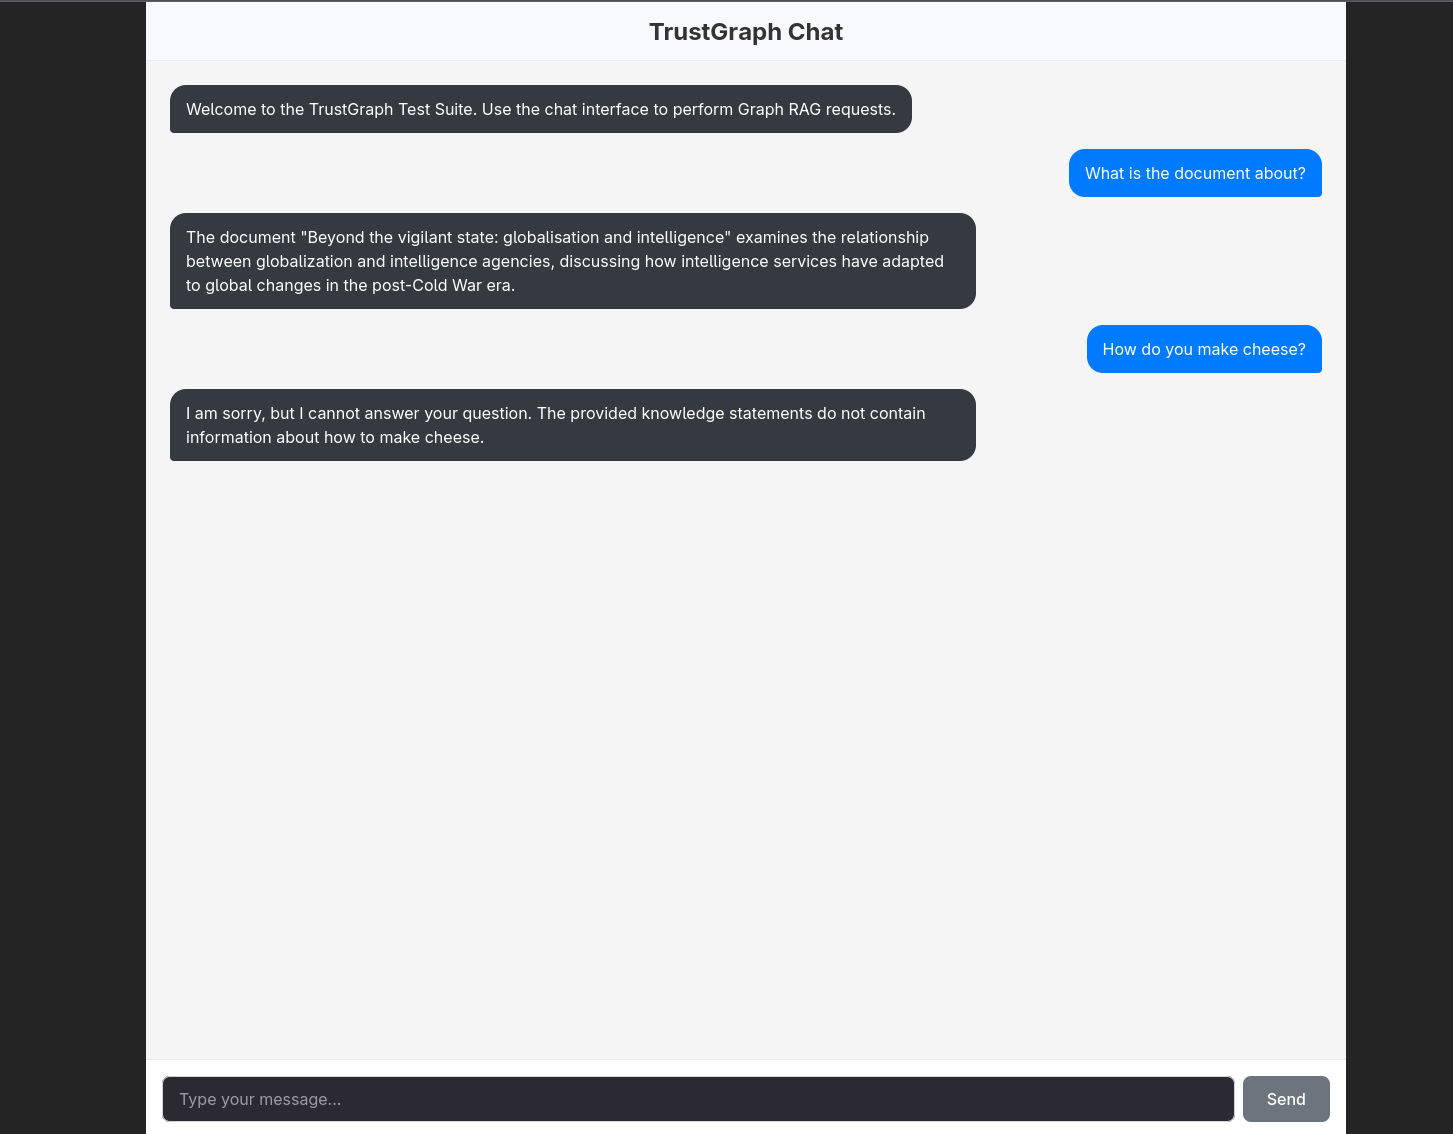 TrustGraph Chat
Welcome to the TrustGraph Test Suite. Use the chat interface to perform Graph RAG requests.
What is the document about?
The document "Beyond the vigilant state: globalisation and intelligence" examines the relationship
between globalization and intelligence agencies, discussing how intelligence services have adapted
to global changes in the post-Cold War era.
How do you make cheese?
I am sorry, but I cannot answer your question. The provided knowledge statements do not contain
information about how to make cheese.
Type your message...
Send